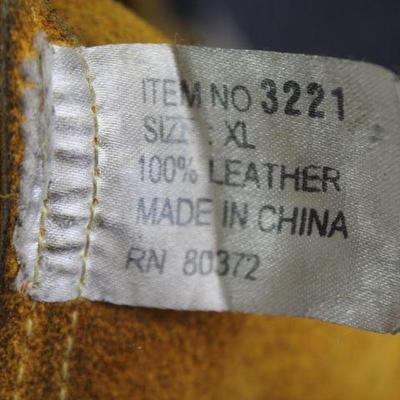 ITEM NO 3221
SIZE : XL
100% LEATHER
MADE IN CHINA
RN 80372